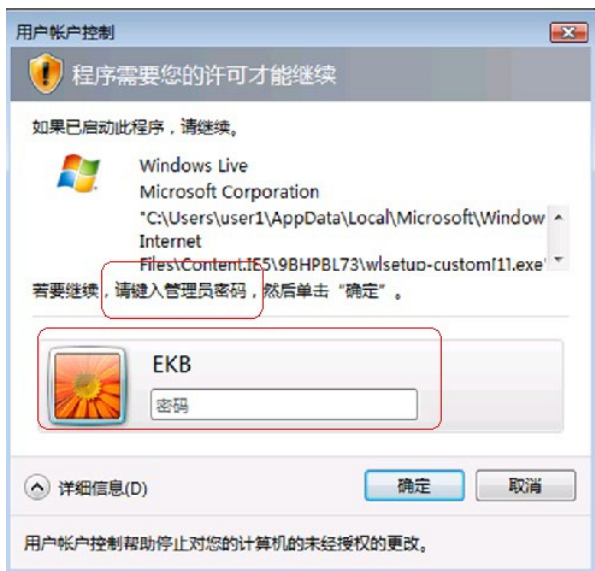 用户帐户控制
程序需要您的许可才能继续
如果已启动此程序，请继续。
Windows Live
Microsoft Corporation
"C:\Users\user1\AppData\Local\Microsoft\Window
Internet
Files\Content.IE5\9BHPBL73\wlsetup-custom[1].exe"
若要继续，请键入管理员密码，然后单击“确定”。
EKB
密码
详细信息(D)
确定
取消
用户帐户控制帮助停止对您的计算机的未经授权的更改。